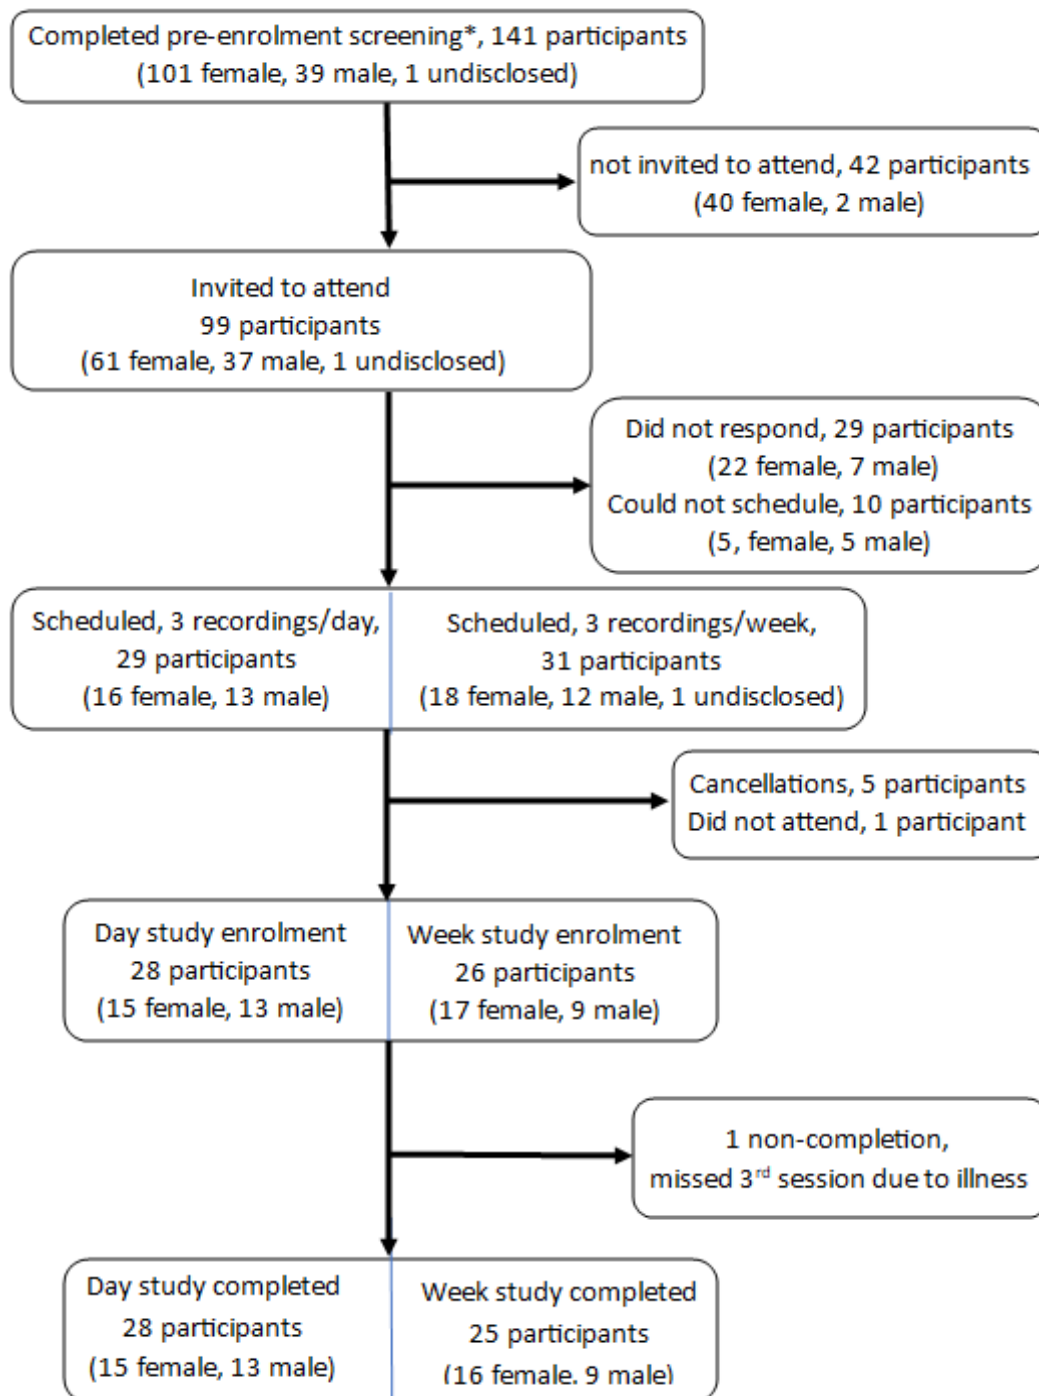 Completed pre-enrolment screening*, 141 participants
(101 female, 39 male, 1 undisclosed)
not invited to attend, 42 participants
(40 female, 2 male)
Invited to attend
99 participants
(61 female, 37 male, 1 undisclosed)
Did not respond, 29 participants
(22 female, 7 male)
Could not schedule, 10 participants
(5, female, 5 male)
Scheduled, 3 recordings/day,
29 participants
(16 female, 13 male)
Scheduled, 3 recordings/week,
31 participants
(18 female, 12 male, 1 undisclosed)
Cancellations, 5 participants
Did not attend, 1 participant
Day study enrolment
28 participants
(15 female, 13 male)
Week study enrolment
26 participants
(17 female, 9 male)
1 non-completion,
missed 3rd session due to illness
Day study completed
28 participants
(15 female, 13 male)
Week study completed
25 participants
(16 female. 9 male)